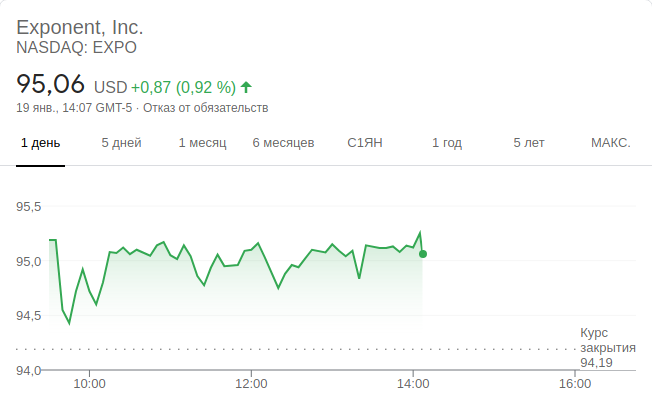 Exponent, Inc.
NASDAQ: EXPO
95,06 USD +0,87 (0,92 %)
19 янв., 14:07 GMT-5 · Отказ от обязательств
1 день 5 дней 1 месяц 6 месяцев С1ЯН 1 год 5 лет МАКС.
95,5
95,0
94,5
Курс
закрытия
94,19
94,0
10:00 12:00 14:00 16:00